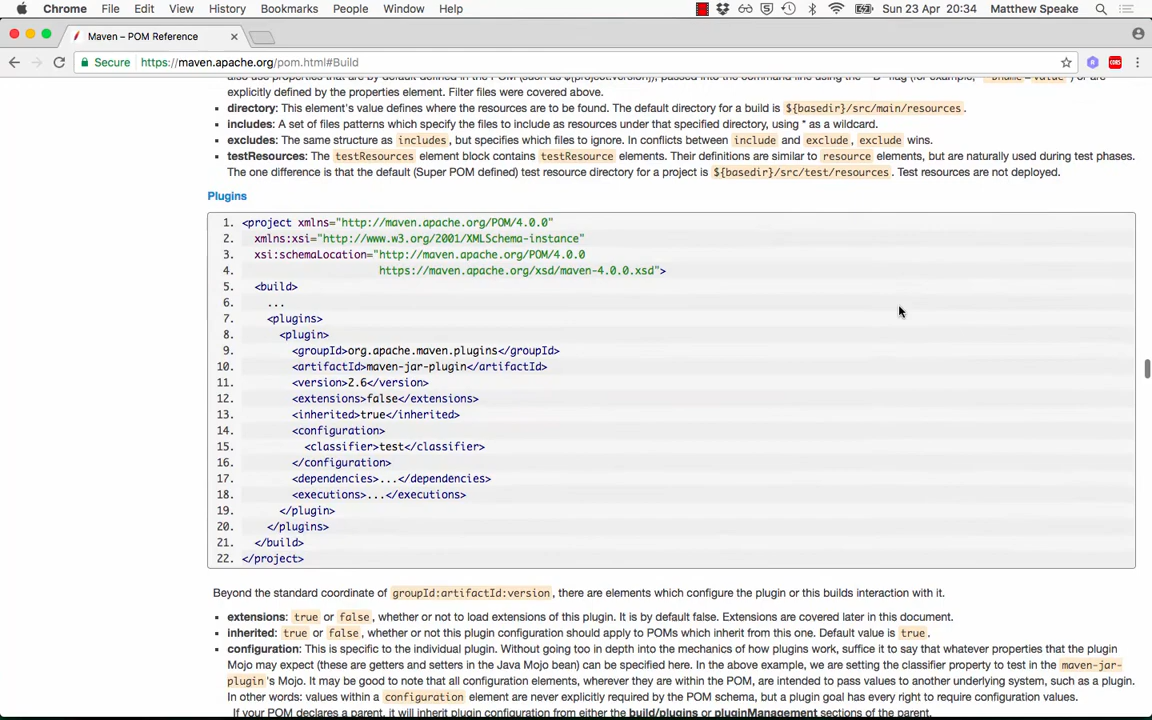 Chrome File Edit View History Bookmarks People Window Help Sun 23 Apr 20:34 Matthew Speake
Maven – POM Reference
Secure https://maven.apache.org/pom.html#Build
explicitly defined by the properties element. Filter files were covered above.
directory: This element's value defines where the resources are to be found. The default directory for a build is ${basedir}/src/main/resources.
includes: A set of files patterns which specify the files to include as resources under that specified directory, using * as a wildcard.
excludes: The same structure as includes, but specifies which files to ignore. In conflicts between include and exclude, exclude wins.
testResources: The testResources element block contains testResource elements. Their definitions are similar to resource elements, but are naturally used during test phases.
The one difference is that the default (Super POM defined) test resource directory for a project is ${basedir}/src/test/resources. Test resources are not deployed.
Plugins
1. <project xmlns="http://maven.apache.org/POM/4.0.0"
2. xmlns:xsi="http://www.w3.org/2001/XMLSchema-instance"
3. xsi:schemaLocation="http://maven.apache.org/POM/4.0.0
4. https://maven.apache.org/xsd/maven-4.0.0.xsd">
5. <build>
6. ...
7. <plugins>
8. <plugin>
9. <groupId>org.apache.maven.plugins</groupId>
10. <artifactId>maven-jar-plugin</artifactId>
11. <version>2.6</version>
12. <extensions>false</extensions>
13. <inherited>true</inherited>
14. <configuration>
15. <classifier>test</classifier>
16. </configuration>
17. <dependencies>...</dependencies>
18. <executions>...</executions>
19. </plugin>
20. </plugins>
21. </build>
22. </project>
Beyond the standard coordinate of groupId:artifactId:version, there are elements which configure the plugin or this builds interaction with it.
extensions: true or false, whether or not to load extensions of this plugin. It is by default false. Extensions are covered later in this document.
inherited: true or false, whether or not this plugin configuration should apply to POMs which inherit from this one. Default value is true.
configuration: This is specific to the individual plugin. Without going too in depth into the mechanics of how plugins work, suffice it to say that whatever properties that the plugin
Mojo may expect (these are getters and setters in the Java Mojo bean) can be specified here. In the above example, we are setting the classifier property to test in the maven-jar-
plugin's Mojo. It may be good to note that all configuration elements, wherever they are within the POM, are intended to pass values to another underlying system, such as a plugin.
In other words: values within a configuration element are never explicitly required by the POM schema, but a plugin goal has every right to require configuration values.
If your POM declares a parent, it will inherit plugin configuration from either the build/plugins or pluginManagement sections of the parent.